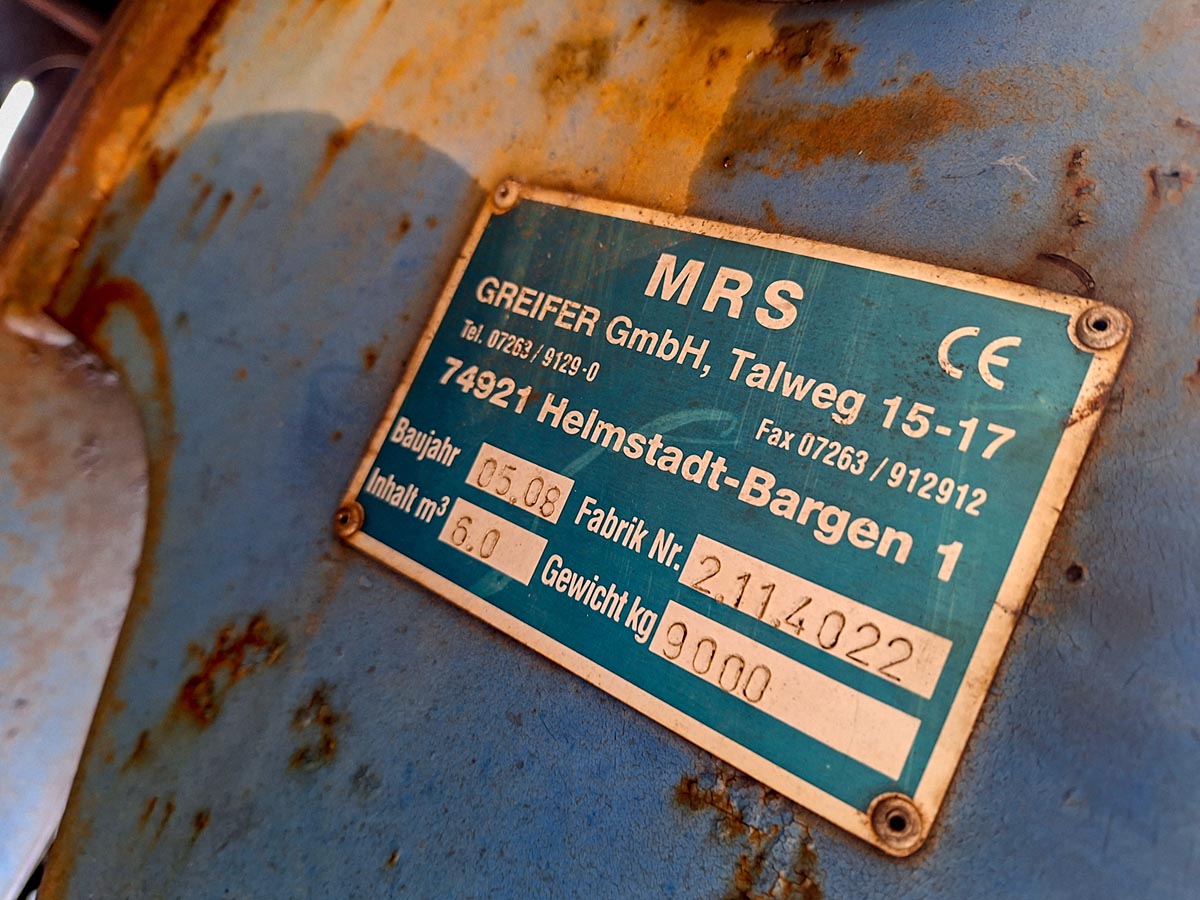 MRS
CE
GREIFER GmbH, Talweg 15-17
Tel. 07263 / 9129-0 Fax 07263 / 912912
74921 Helmstadt-Bargen 1
Baujahr 05.08 Fabrik Nr. 2.11.4022
Inhalt m³ 6.0 Gewicht kg 9000